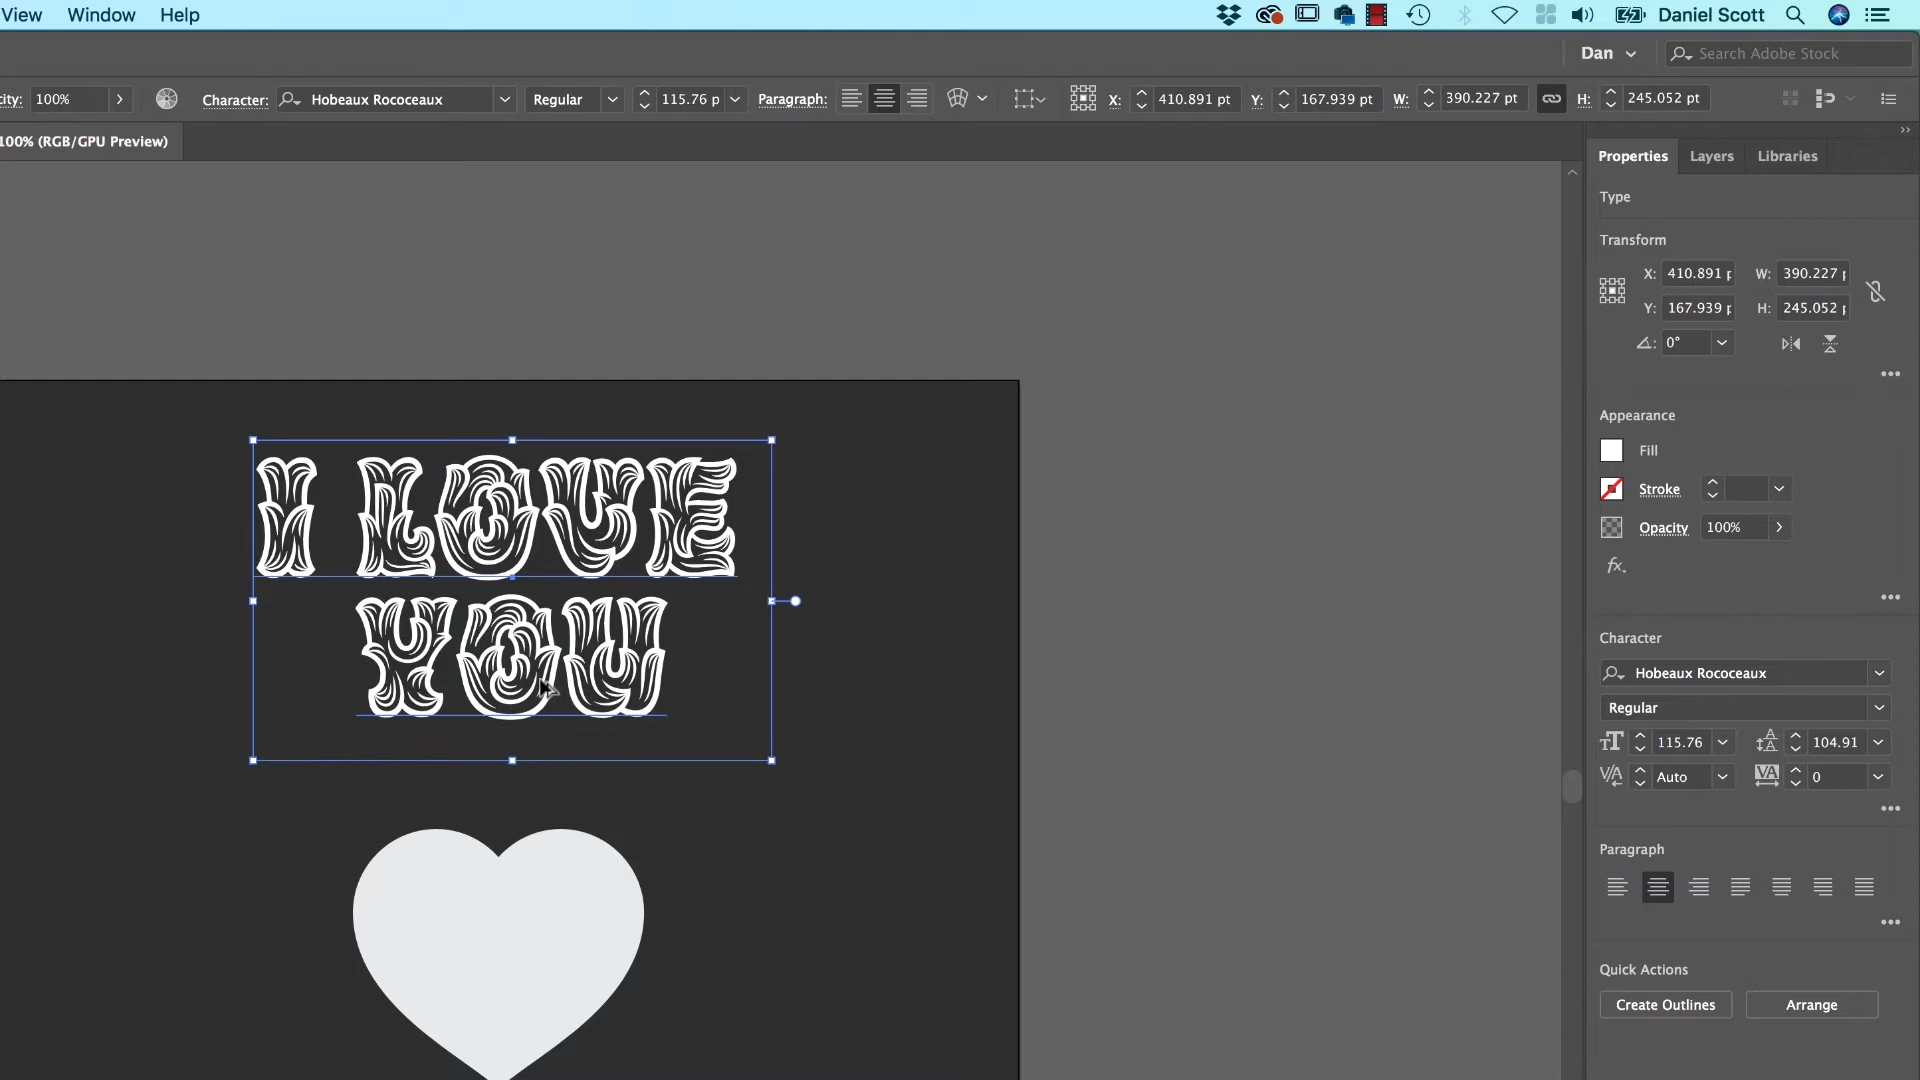 View Window Help Daniel Scott
Dan Search Adobe Stock
city: 100% Character: Hobeaux Rococeaux Regular 115.76 p Paragraph: X: 410.891 pt Y: 167.939 pt W: 390.227 pt H: 245.052 pt
100% (RGB/GPU Preview)
Properties Layers Libraries
Type
Transform
X: 410.891 p W: 390.227 p
Y: 167.939 p H: 245.052 p
0°
Appearance
Fill
Stroke
Opacity 100%
fx.
Character
Hobeaux Rococeaux
Regular
115.76 104.91
Auto 0
Paragraph
Quick Actions
Create Outlines Arrange
I LOVE
YOU